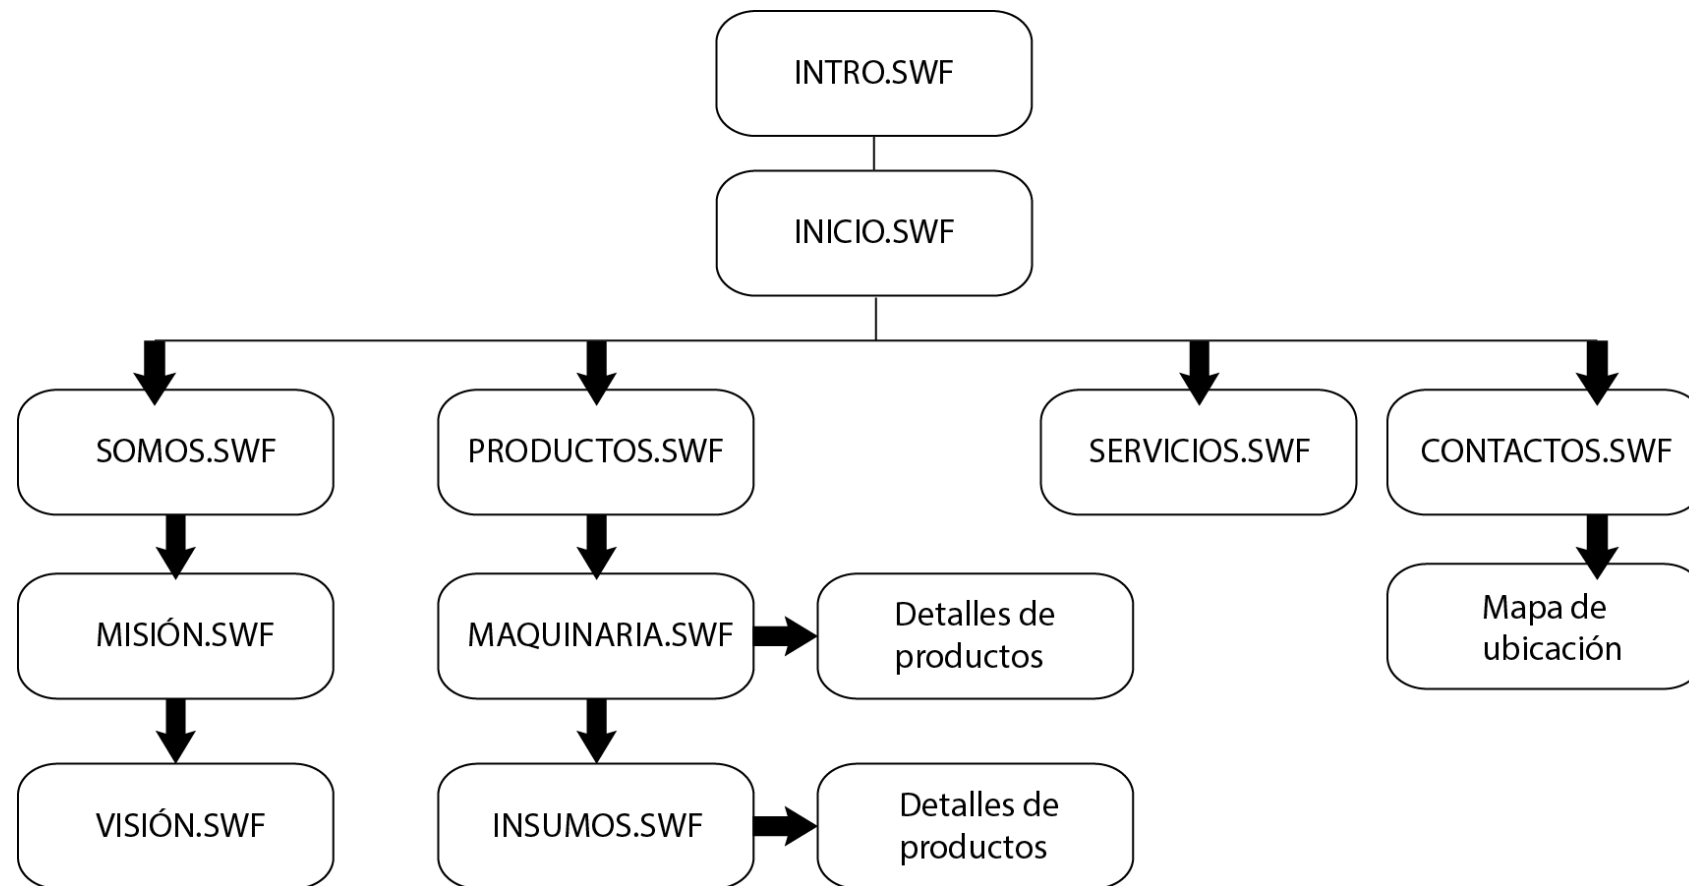 INTRO.SWF
INICIO.SWF
SOMOS.SWF
PRODUCTOS.SWF
SERVICIOS.SWF
CONTACTOS.SWF
MISIÓN.SWF
MAQUINARIA.SWF
Detalles de
productos
Mapa de
ubicación
VISIÓN.SWF
INSUMOS.SWF
Detalles de
productos